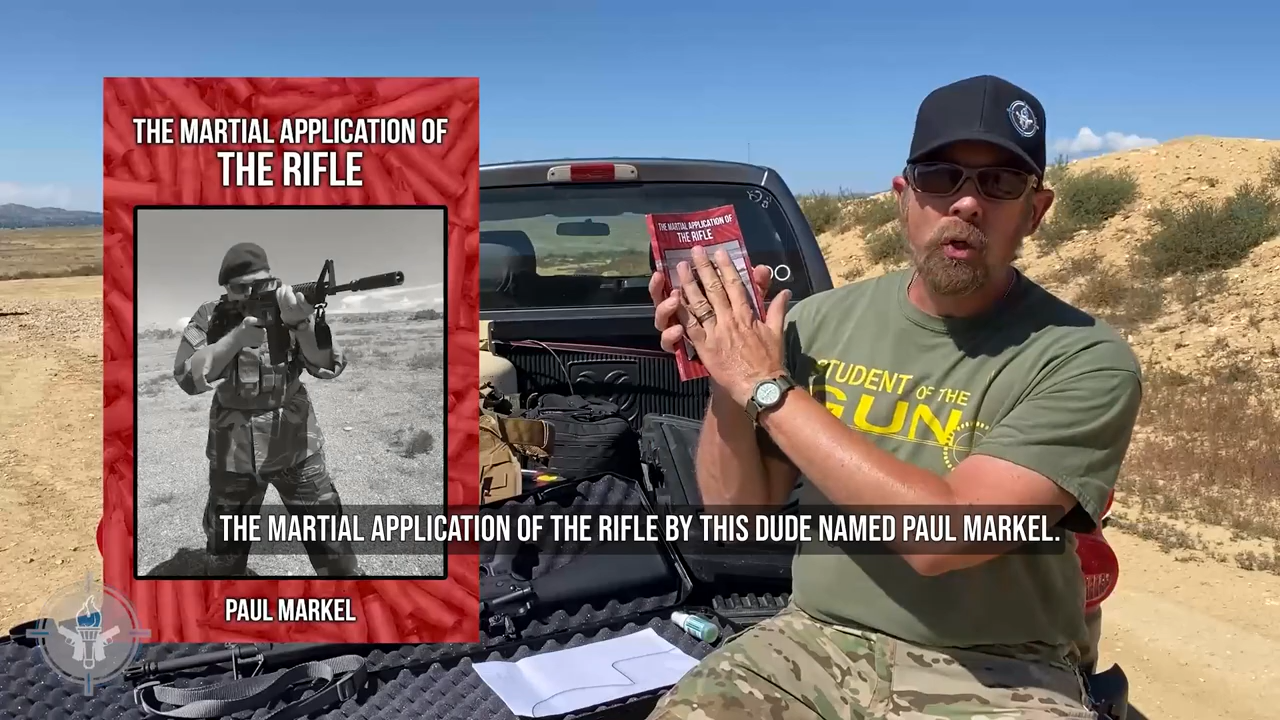 THE MARTIAL APPLICATION OF
THE RIFLE
PAUL MARKEL
THE MARTIAL APPLICATION OF
THE RIFLE
STUDENT OF THE
GUN
THE MARTIAL APPLICATION OF THE RIFLE BY THIS DUDE NAMED PAUL MARKEL.